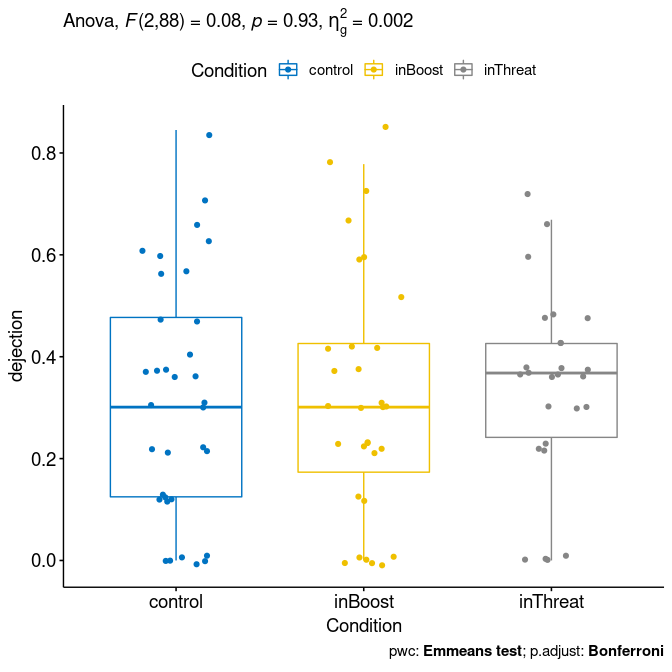 Anova, F(2,88) = 0.08, p = 0.93, η²g = 0.002
Condition control inBoost inThreat
0.8
0.6
0.4
0.2
0.0
dejection
control inBoost inThreat
Condition
pwc: Emmeans test; p.adjust: Bonferroni